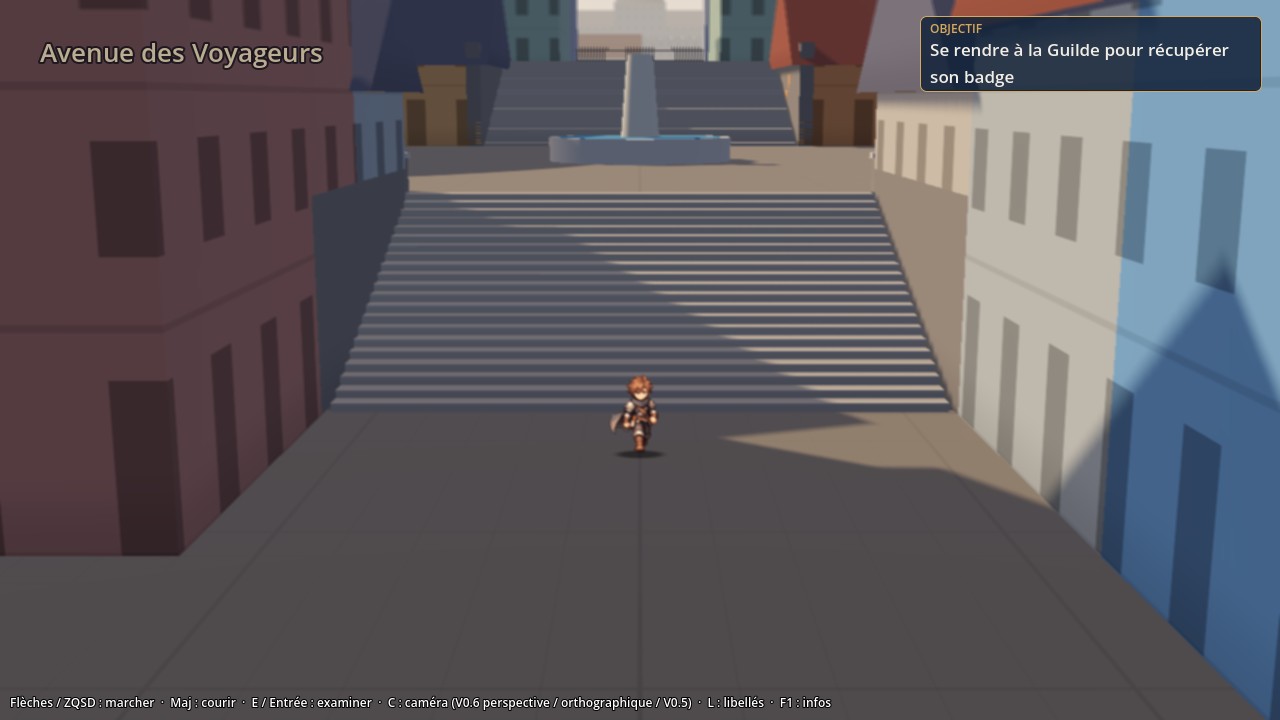 Avenue des Voyageurs
OBJECTIF
Se rendre à la Guilde pour récupérer
son badge
Flèches / ZQSD : marcher · Maj : courir · E / Entrée : examiner · C : caméra (V0.6 perspective / orthographique / V0.5) · L : libellés · F1 : infos